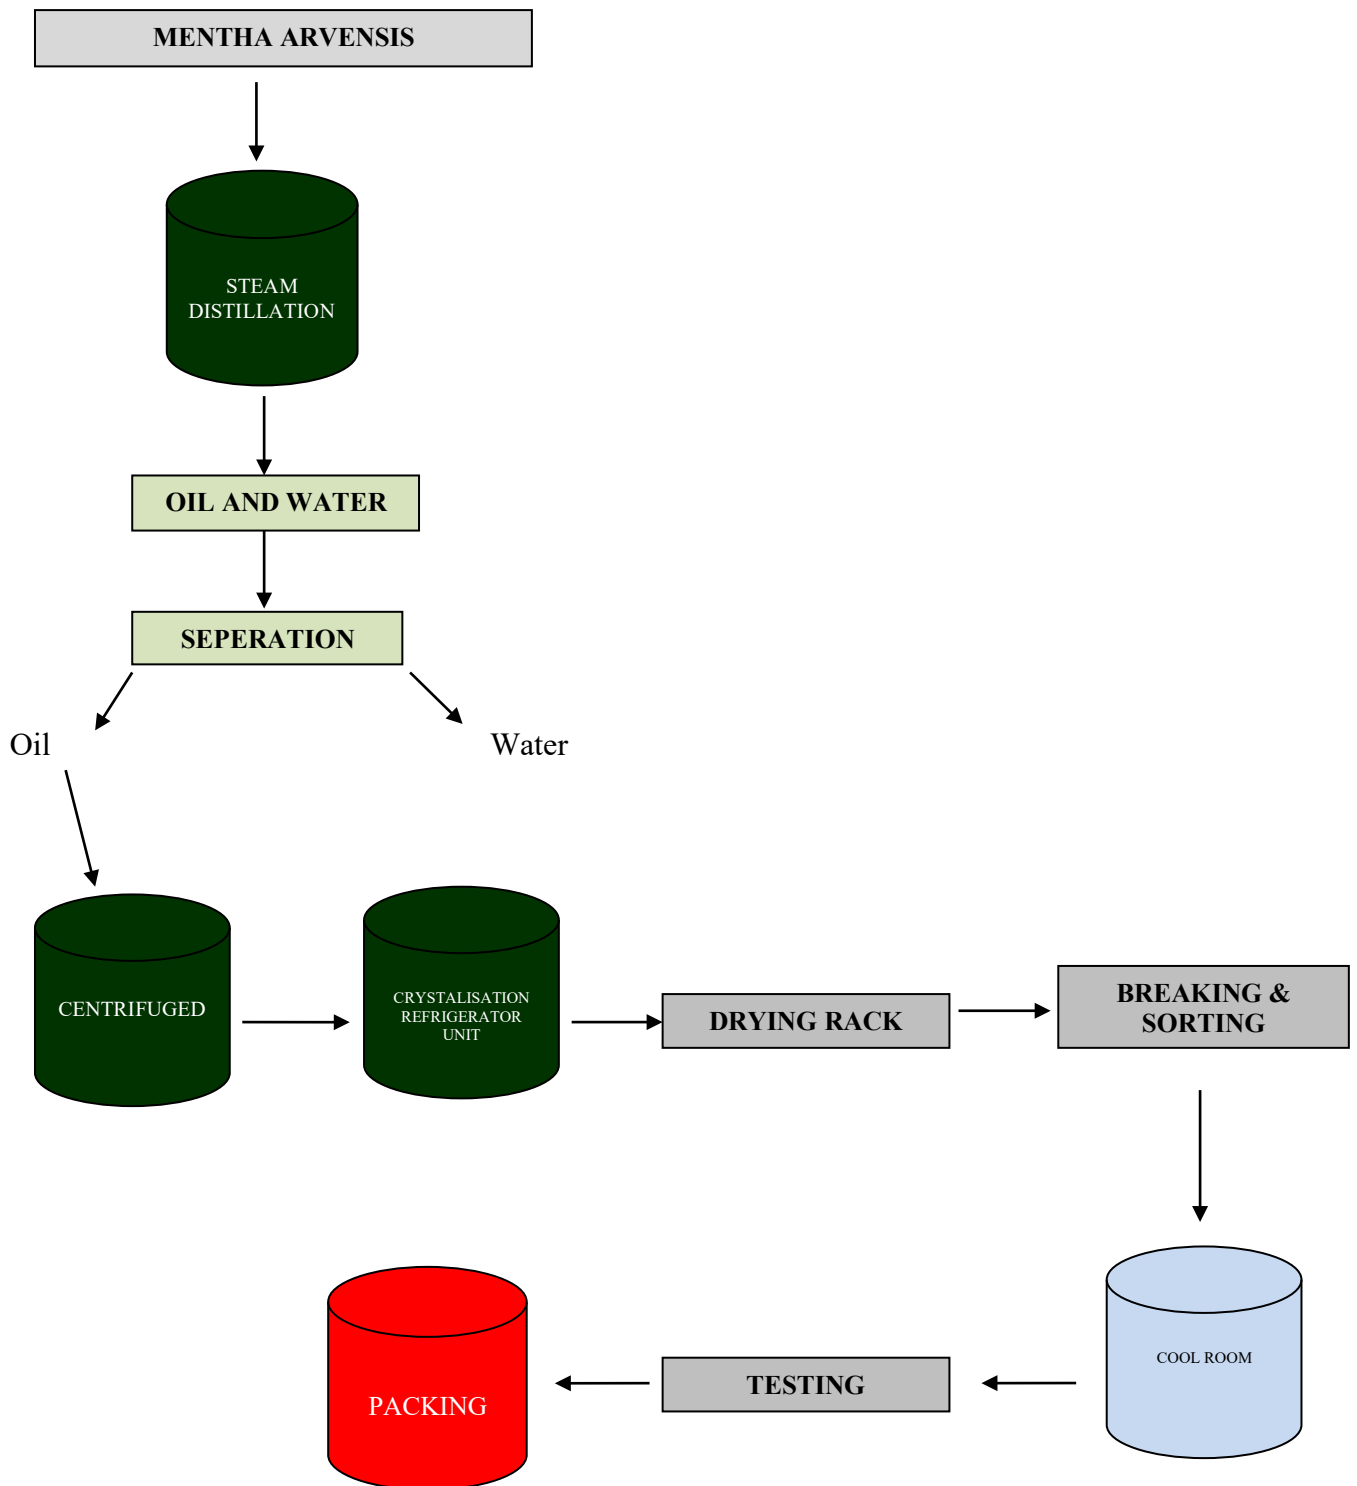 MENTHA ARVENSIS
STEAM
DISTILLATION
OIL AND WATER
SEPERATION
Oil
Water
CENTRIFUGED
CRYSTALISATION
REFRIGERATOR
UNIT
DRYING RACK
BREAKING &
SORTING
COOL ROOM
TESTING
PACKING